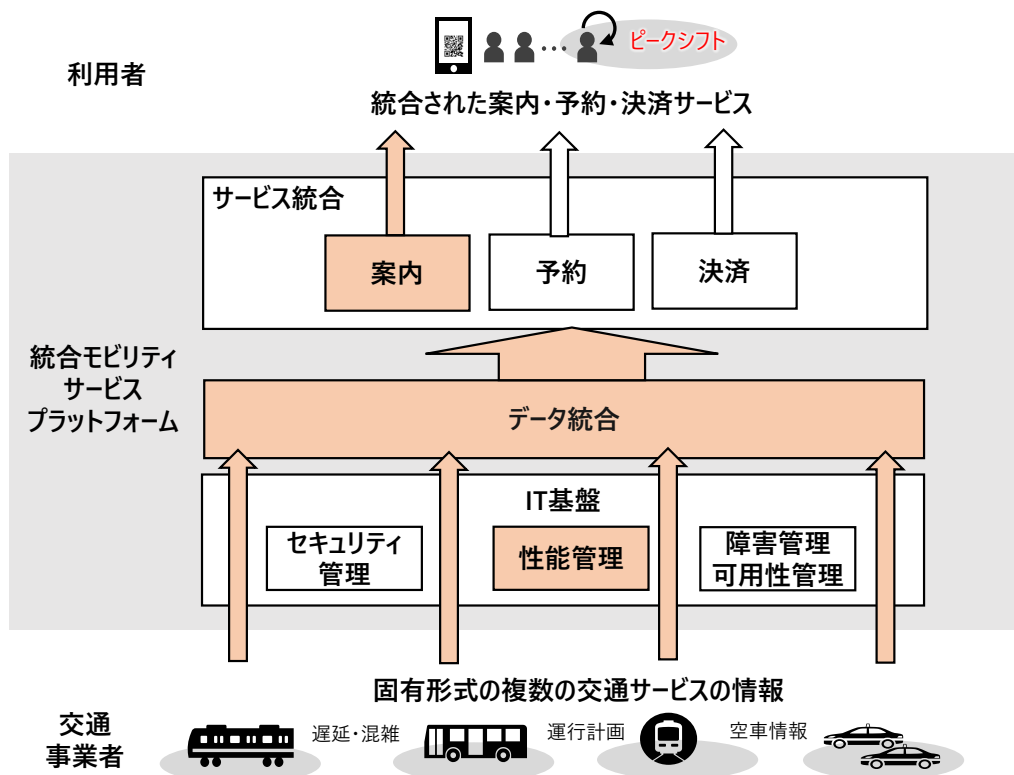 ピークシフト
利用者
統合された案内・予約・決済サービス
サービス統合
案内
予約
決済
統合モビリティ
サービス
プラットフォーム
データ統合
IT基盤
セキュリティ
管理
性能管理
障害管理
可用性管理
固有形式の複数の交通サービスの情報
交通
事業者
遅延・混雑
運行計画
空車情報